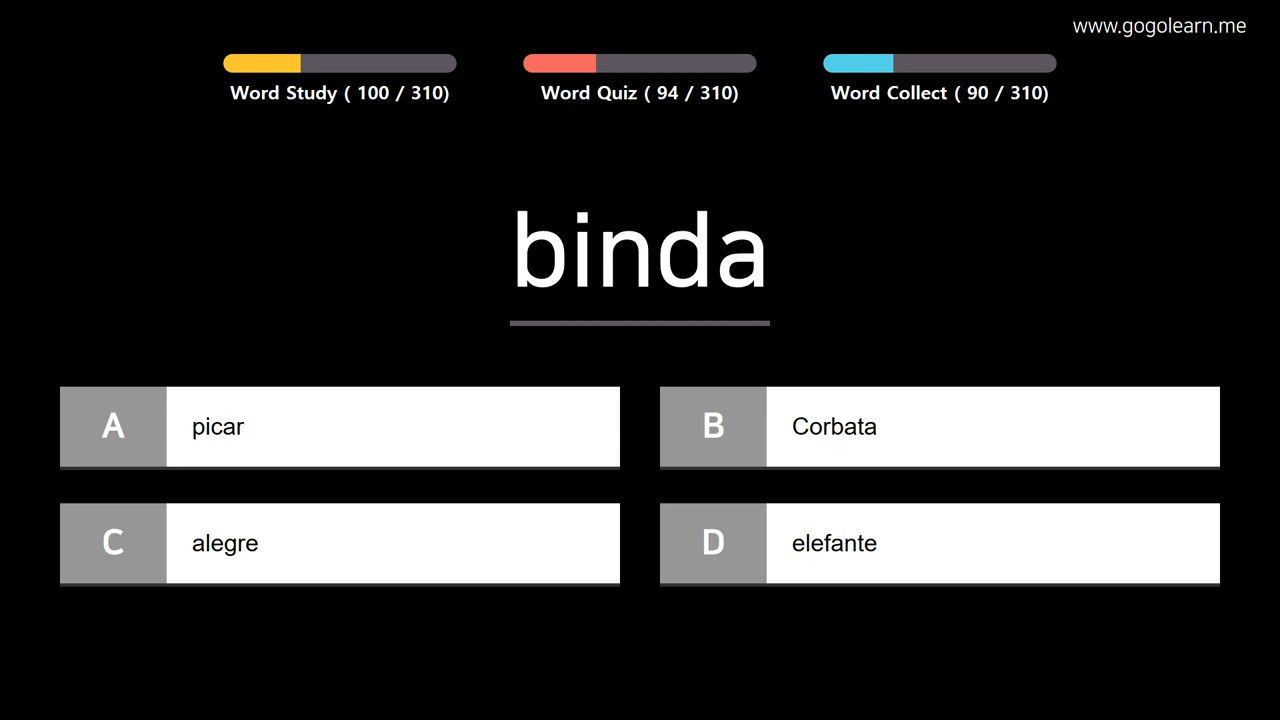 www.gogolearn.me
Word Study ( 100 / 310)
Word Quiz ( 94 / 310)
Word Collect ( 90 / 310)
binda
A picar
B Corbata
C alegre
D elefante